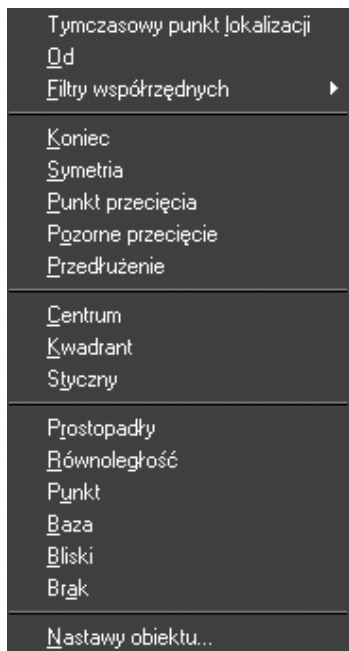 Tymczasowy punkt lokalizacji
Od
Filtry współrzędnych
Koniec
Symetria
Punkt przecięcia
Pozorne przecięcie
Przedłużenie
Centrum
Kwadrant
Styczny
Prostopadły
Równoległość
Punkt
Baza
Bliski
Brak
Nastawy obiektu...